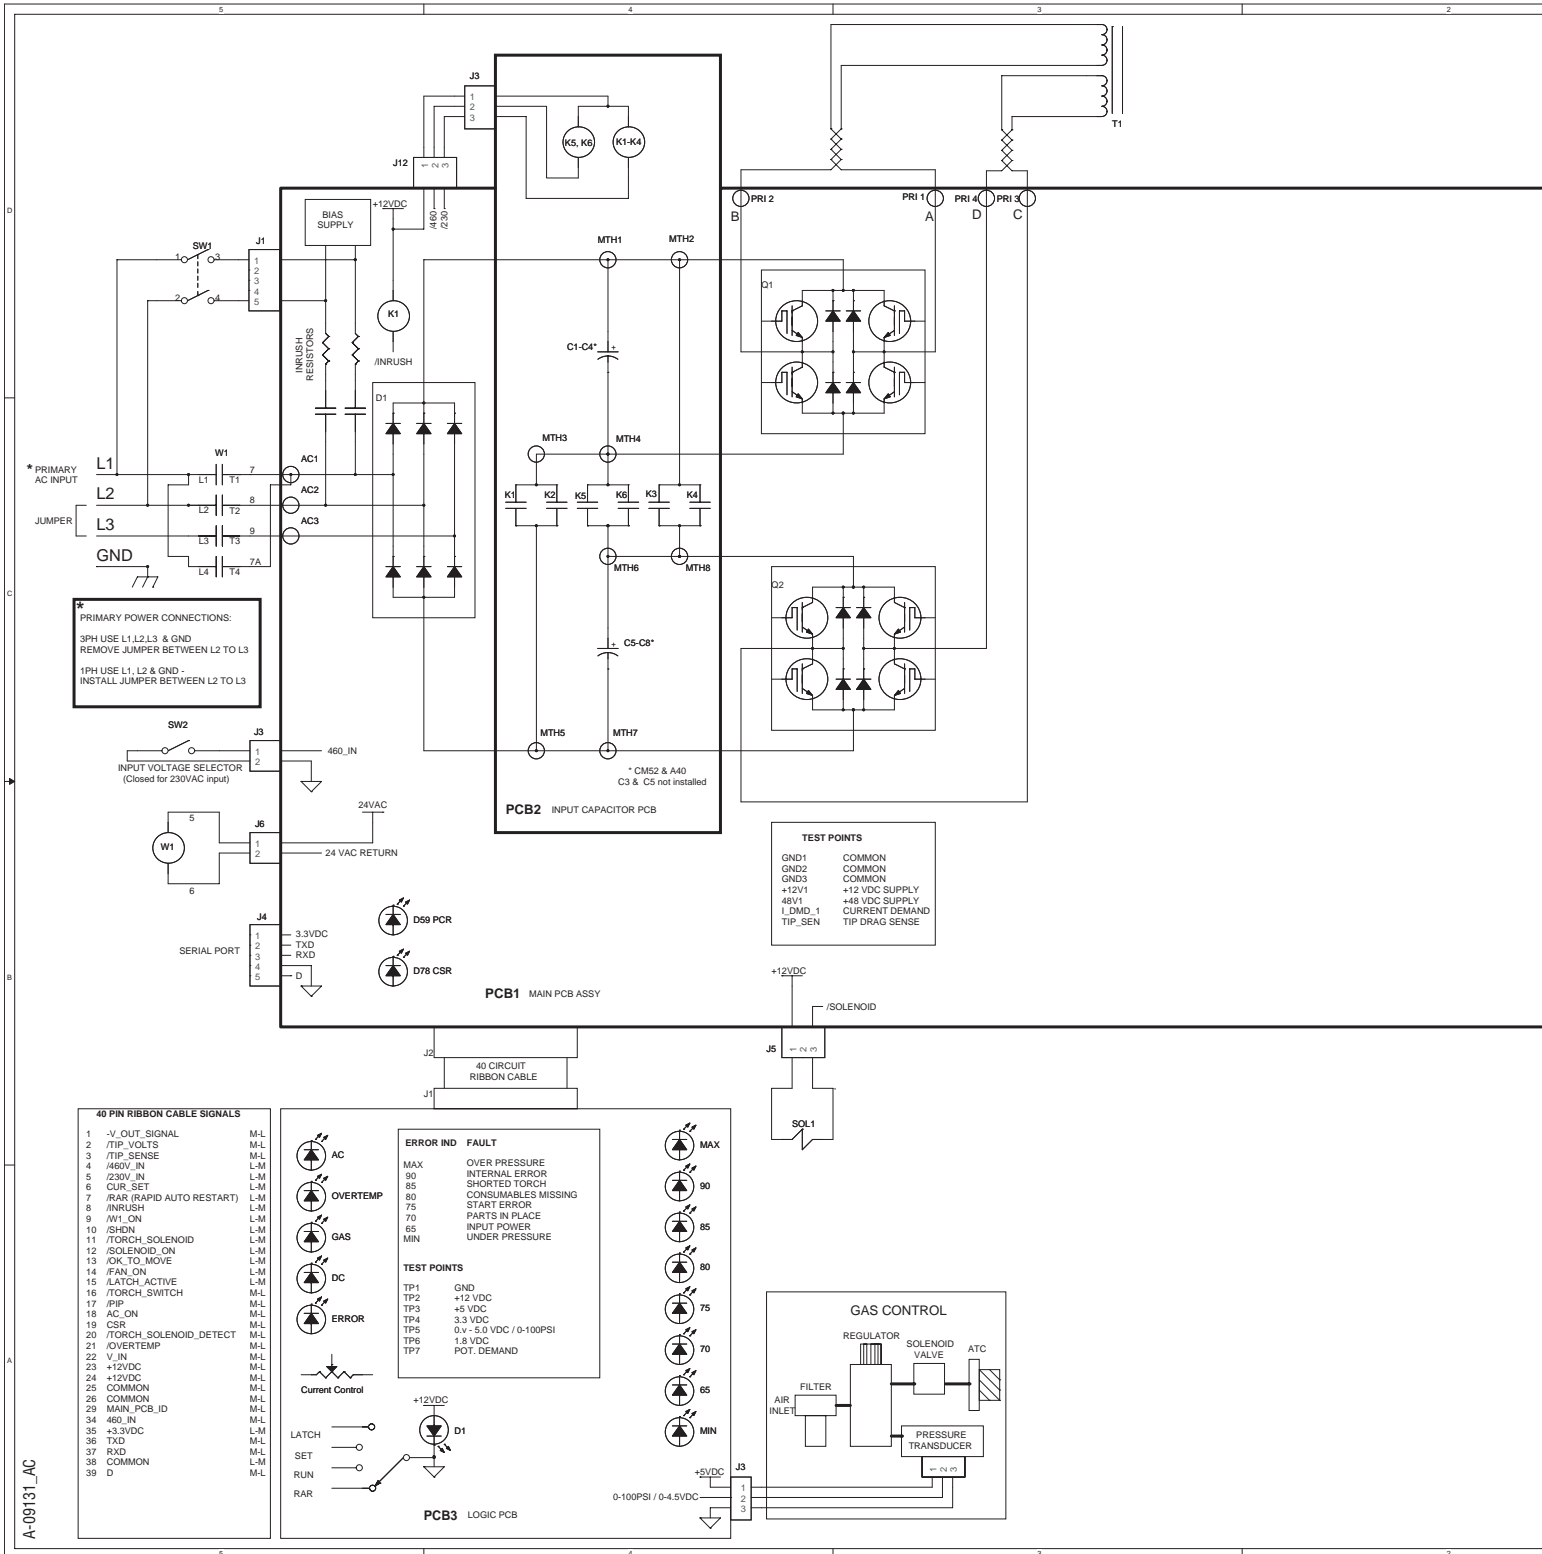 5
4
3
2
D
C
B
A
J3
1
2
3
K5, K6
K1-K4
T1
J12
1
2
3
+12VDC
/460
/230
BIAS
SUPPLY
PRI 2
B
PRI 1
A
PRI 4
D
PRI 3
C
SW1
1
3
2
4
J1
1
2
3
4
5
MTH1
MTH2
K1
/INRUSH
INRUSH
RESISTORS
Q1
C1-C4*
+
D1
MTH3
MTH4
* PRIMARY
AC INPUT
L1
L2
L3
GND
JUMPER
W1
L1
T1
7
L2
T2
8
L3
T3
9
L4
T4
7A
AC1
AC2
AC3
K1
K2
K5
K6
K3
K4
MTH6
MTH8
Q2
C5-C8*
+
MTH5
MTH7
* CM52 & A40
C3 & C5 not installed
PCB2 INPUT CAPACITOR PCB
*
PRIMARY POWER CONNECTIONS:
3PH USE L1,L2,L3 & GND
REMOVE JUMPER BETWEEN L2 TO L3
1PH USE L1, L2 & GND -
INSTALL JUMPER BETWEEN L2 TO L3
SW2
INPUT VOLTAGE SELECTOR
(Closed for 230VAC input)
J3
1
2
460_IN
W1
5
6
J6
1
2
24VAC
24 VAC RETURN
SERIAL PORT
J4
1
2
3
4
5
3.3VDC
TXD
RXD
D
D59 PCR
D78 CSR
PCB1 MAIN PCB ASSY
TEST POINTS
GND1 COMMON
GND2 COMMON
GND3 COMMON
+12V1 +12 VDC SUPPLY
48V1 +48 VDC SUPPLY
I_DMD_1 CURRENT DEMAND
TIP_SEN TIP DRAG SENSE
+12VDC
/SOLENOID
J5
1
2
3
SOL1
J2
40 CIRCUIT
RIBBON CABLE
J1
40 PIN RIBBON CABLE SIGNALS
1 -V_OUT_SIGNAL M-L
2 /TIP_VOLTS M-L
3 /TIP_SENSE M-L
4 /460V_IN L-M
5 /230V_IN L-M
6 CUR_SET L-M
7 /RAR (RAPID AUTO RESTART) L-M
8 /INRUSH L-M
9 /W1_ON L-M
10 /SHDN L-M
11 /TORCH_SOLENOID L-M
12 /SOLENOID_ON L-M
13 /OK_TO_MOVE L-M
14 /FAN_ON L-M
15 /LATCH_ACTIVE L-M
16 /TORCH_SWITCH M-L
17 /PIP M-L
18 AC_ON M-L
19 CSR M-L
20 /TORCH_SOLENOID_DETECT M-L
21 /OVERTEMP M-L
22 V_IN M-L
23 +12VDC M-L
24 +12VDC M-L
25 COMMON M-L
26 COMMON M-L
29 MAIN_PCB_ID M-L
34 460_IN M-L
35 +3.3VDC L-M
36 TXD M-L
37 RXD M-L
38 COMMON L-M
39 D M-L
AC
OVERTEMP
GAS
DC
ERROR
Current Control
ERROR IND FAULT
MAX OVER PRESSURE
90 INTERNAL ERROR
85 SHORTED TORCH
80 CONSUMABLES MISSING
75 START ERROR
70 PARTS IN PLACE
65 INPUT POWER
MIN UNDER PRESSURE
TEST POINTS
TP1 GND
TP2 +12 VDC
TP3 +5 VDC
TP4 3.3 VDC
TP5 0.v - 5.0 VDC / 0-100PSI
TP6 1.8 VDC
TP7 POT. DEMAND
MAX
90
85
80
75
70
65
MIN
+12VDC
D1
LATCH
SET
RUN
RAR
PCB3 LOGIC PCB
+5VDC
0-100PSI / 0-4.5VDC
J3
1
2
3
GAS CONTROL
REGULATOR
SOLENOID
VALVE
ATC
FILTER
AIR
INLET
PRESSURE
TRANSDUCER
1
2
3
A-09131_AC
5
4
3
2